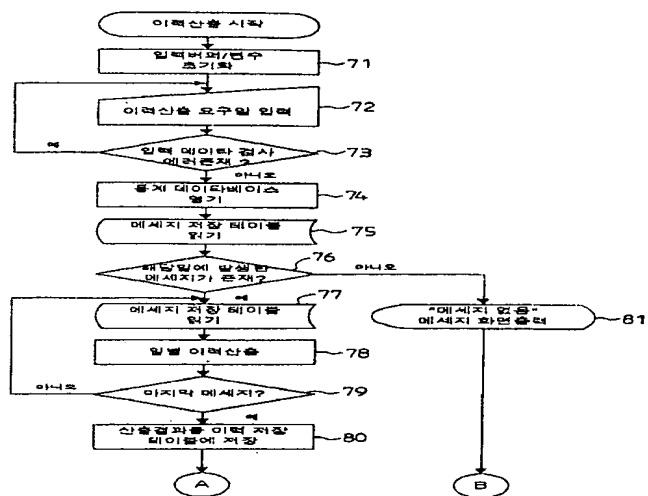 이력산출 시작
입력버퍼/변수
초기화
71
이력산출 요구일 입력
72
예
입력 데이타 검사
에러존재 ?
73
아니오
통계 데이타베이스
열기
74
메세지 저장 테이블
읽기
75
76
해당일에 발생한
메세지가 존재?
아니오
예
77
메세지 저장 테이블
읽기
"메세지 없음"
메세지 화면출력
81
일별 이력산출
78
아니오
마지막 메세지?
79
예
산출결과를 이력 저장
테이블에 저장
80
A
B